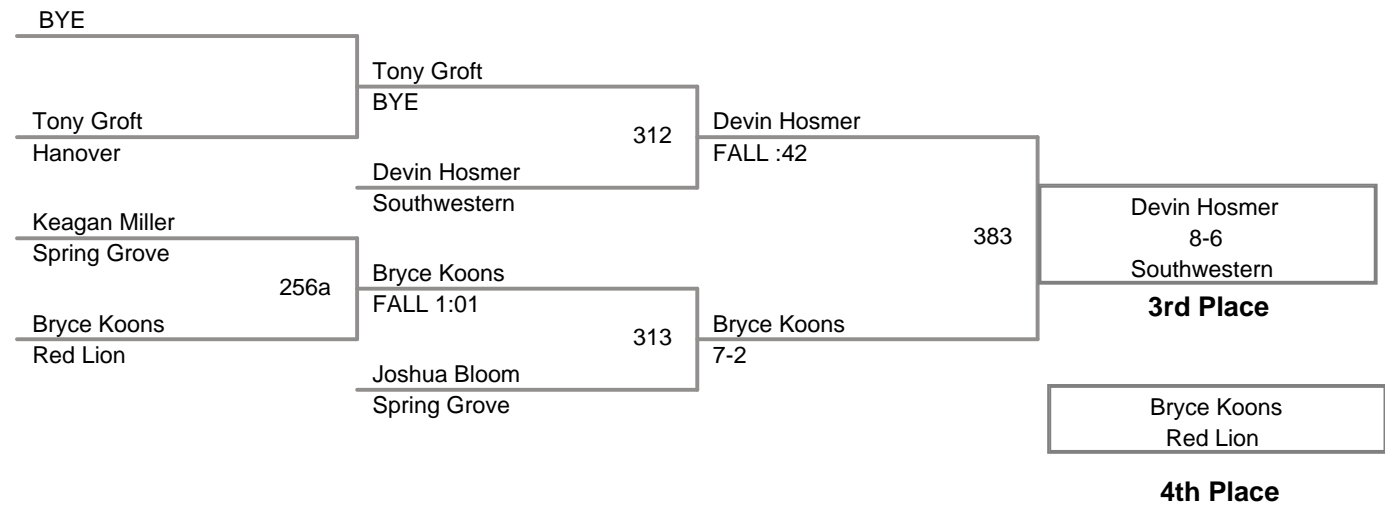 BYE
Tony Groft
BYE
Tony Groft
Hanover
312
Devin Hosmer
FALL :42
Devin Hosmer
Southwestern
Keagan Miller
Spring Grove
383
Devin Hosmer
8-6
Southwestern
3rd Place
256a
Bryce Koons
FALL 1:01
Bryce Koons
Red Lion
313
Bryce Koons
7-2
Joshua Bloom
Spring Grove
Bryce Koons
Red Lion
4th Place